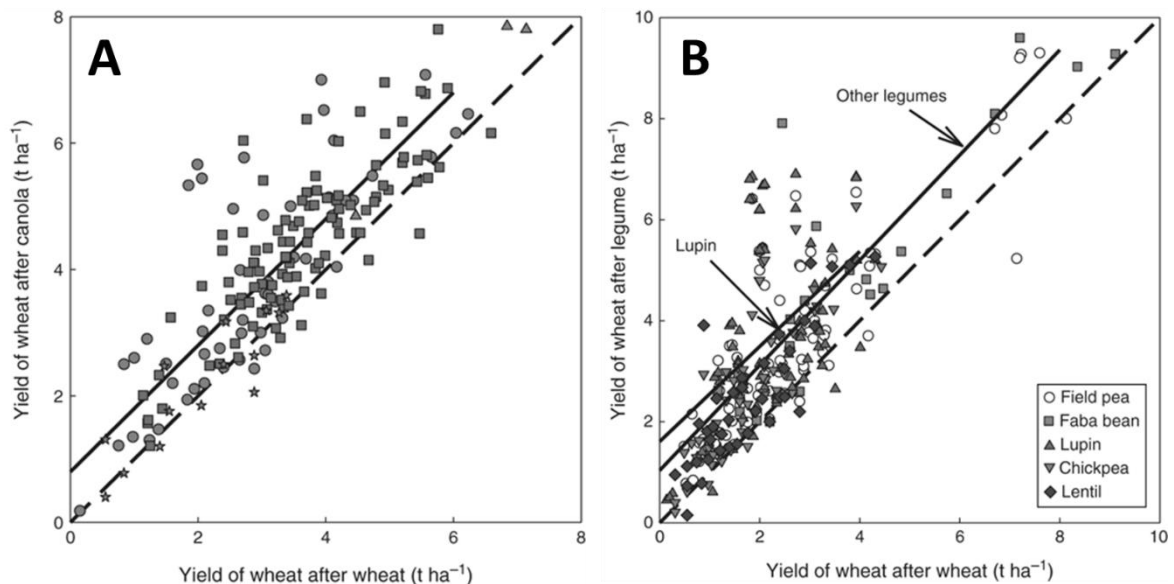 A
8
6
4
2
0
0
2
4
6
8
Yield of wheat after canola (t ha⁻¹)
Yield of wheat after wheat (t ha⁻¹)
B
10
8
6
4
2
0
0
2
4
6
8
10
Yield of wheat after legume (t ha⁻¹)
Yield of wheat after wheat (t ha⁻¹)
Other legumes
Lupin
Field pea
Faba bean
Lupin
Chickpea
Lentil